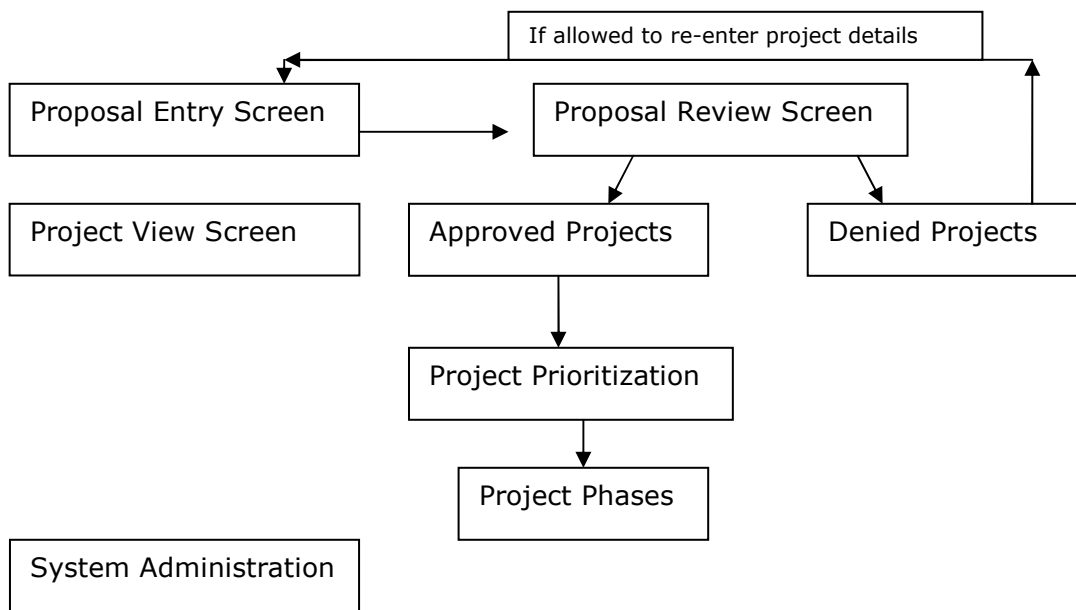 If allowed to re-enter project details
Proposal Entry Screen
Proposal Review Screen
Project View Screen
Approved Projects
Denied Projects
Project Prioritization
Project Phases
System Administration